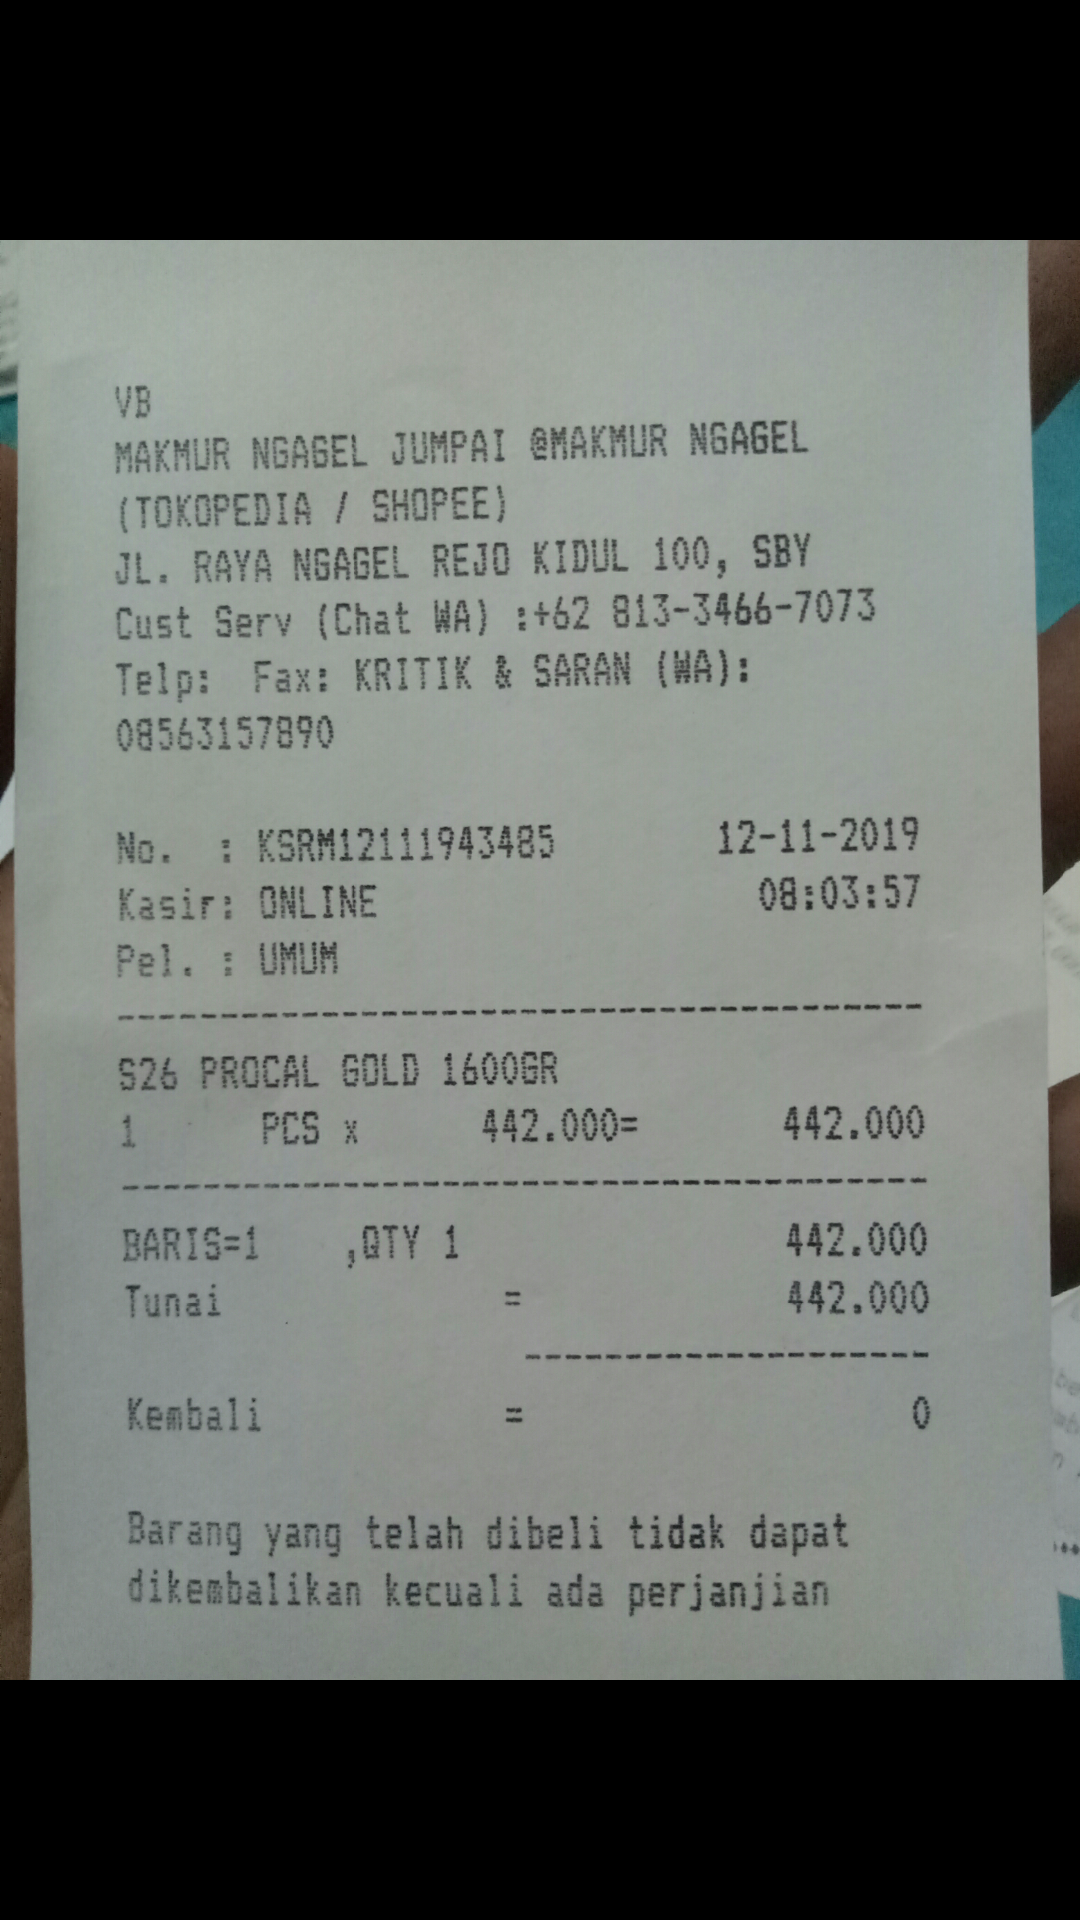 VB
MAKMUR NGAGEL JUMPAI @MAKMUR NGAGEL
(TOKOPEDIA / SHOPEE)
JL. RAYA NGAGEL REJO KIDUL 100, SBY
Cust Serv (Chat WA) :+62 813-3466-7073
Telp:  Fax: KRITIK & SARAN (WA):
08563157890
No.  : KSRM12111943485 12-11-2019
Kasir: ONLINE 08:03:57
Pel. : UMUM
S26 PROCAL GOLD 1600GR
1 PCS x 442.000= 442.000
BARIS=1 ,QTY 1 442.000
Tunai = 442.000
Kembali = 0
Barang yang telah dibeli tidak dapat
dikembalikan kecuali ada perjanjian